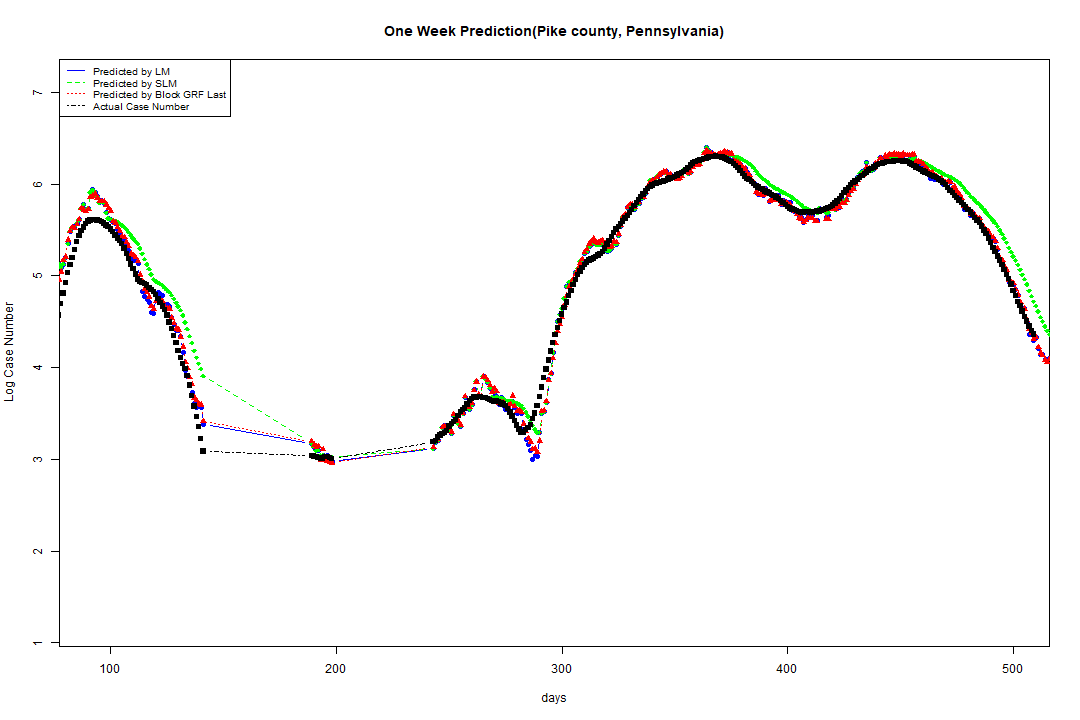 One Week Prediction(Pike county, Pennsylvania)
Predicted by LM
Predicted by SLM
Predicted by Block GRF Last
Actual Case Number
7
6
5
4
3
2
1
Log Case Number
100 200 300 400 500
days